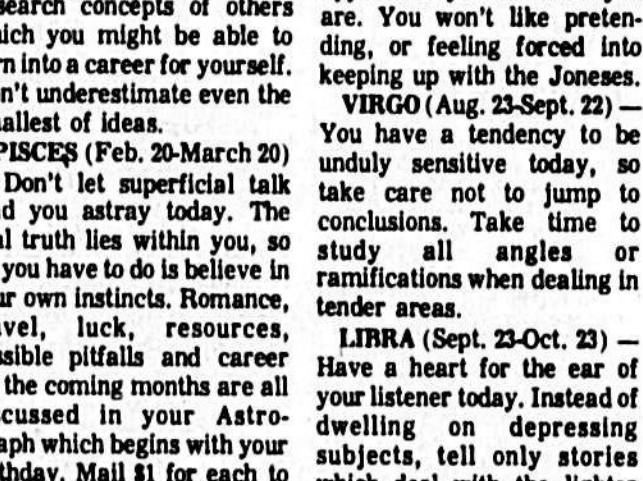 search concepts of others
which you might be able to
turn into a career for yourself.
Don't underestimate even the
smallest of ideas.
PISCES (Feb. 20-March 20)
Don't let superficial talk
lead you astray today. The
real truth lies within you, so
you have to do is believe in
your own instincts. Romance,
travel, luck, resources,
possible pitfalls and career
the coming months are all
discussed in your Astro-
Graph which begins with your
birthday. Mail $1 for each to
are. You won't like preten-
ding, or feeling forced into
keeping up with the Joneses.
VIRGO (Aug. 23-Sept. 22) —
You have a tendency to be
unduly sensitive today, so
take care not to jump to
conclusions. Take time to
study all angles or
ramifications when dealing in
tender areas.
LIBRA (Sept. 23-Oct. 23) —
Have a heart for the ear of
your listener today. Instead of
dwelling on depressing
subjects, tell only stories
which deal with the lighter